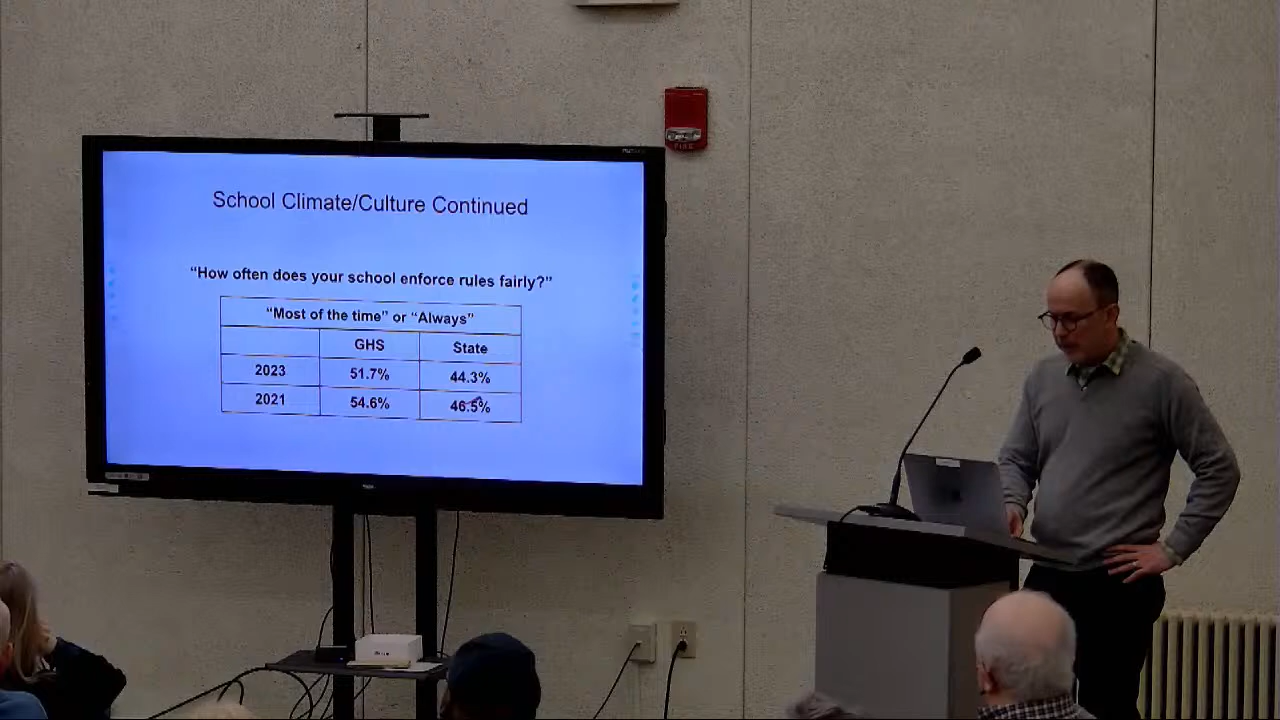 School Climate/Culture Continued
“How often does your school enforce rules fairly?”
“Most of the time” or “Always”
GHS State
2023 51.7% 44.3%
2021 54.6% 46.5%
FIRE